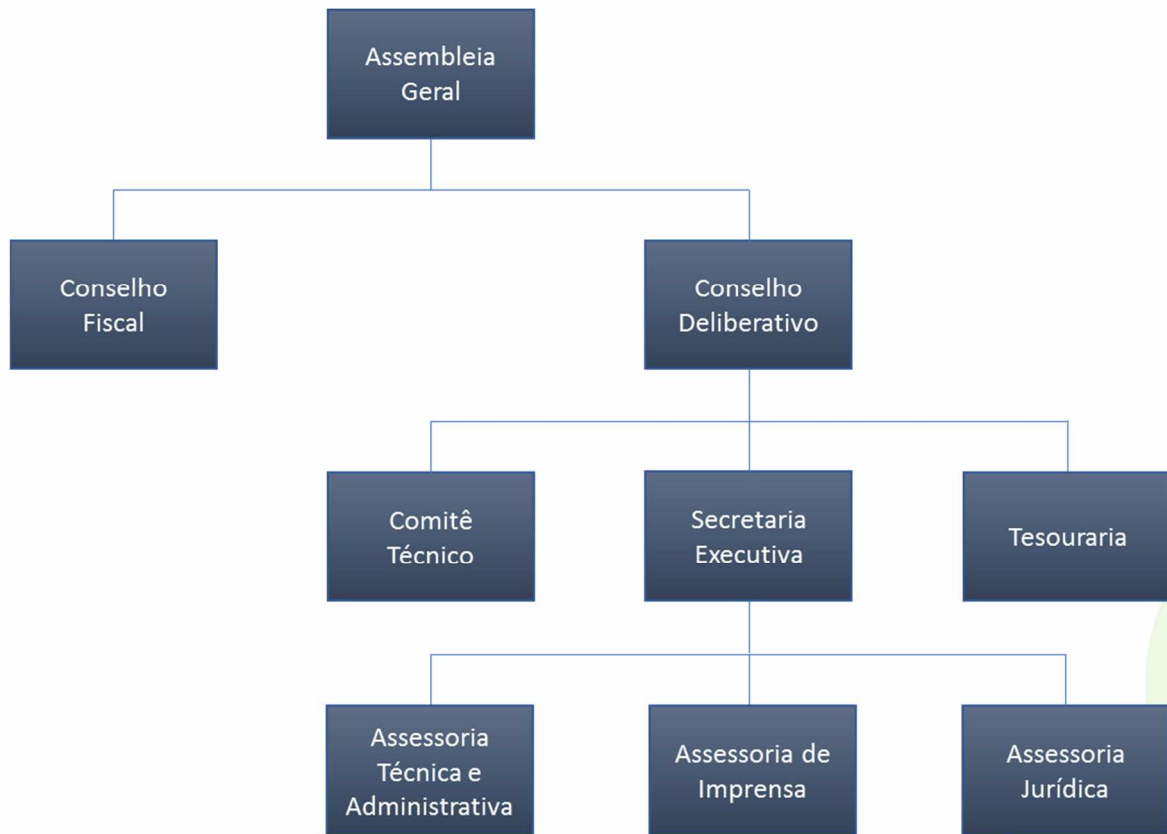 Assembleia
Geral
Conselho
Fiscal
Conselho
Deliberativo
Comitê
Técnico
Secretaria
Executiva
Tesouraria
Assessoria
Técnica e
Administrativa
Assessoria de
Imprensa
Assessoria
Jurídica